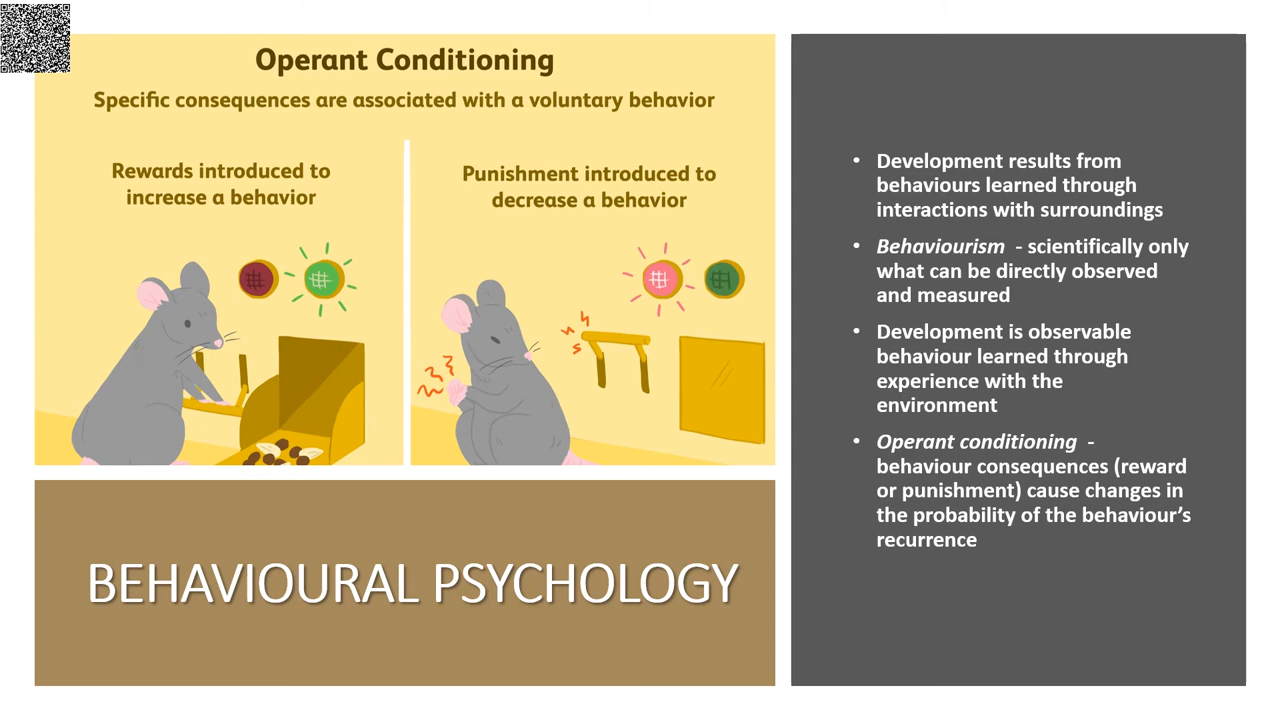 Operant Conditioning
Specific consequences are associated with a voluntary behavior
Rewards introduced to
increase a behavior
Punishment introduced to
decrease a behavior
BEHAVIOURAL PSYCHOLOGY
• Development results from
behaviours learned through
interactions with surroundings
• Behaviourism - scientifically only
what can be directly observed
and measured
• Development is observable
behaviour learned through
experience with the
environment
• Operant conditioning -
behaviour consequences (reward
or punishment) cause changes in
the probability of the behaviour's
recurrence